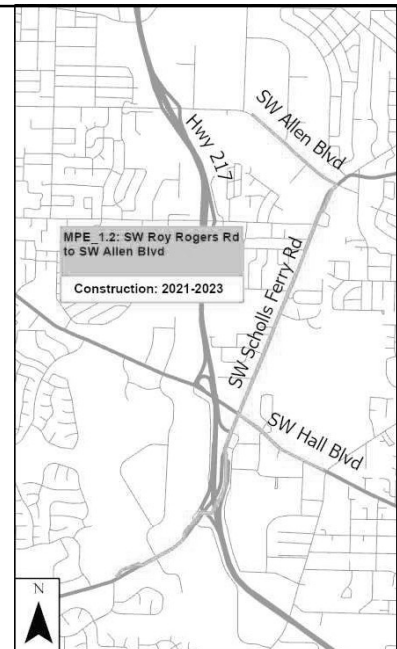 SW Allen Blvd
Hwy 217
MPE_1.2: SW Roy Rogers Rd
to SW Allen Blvd
Construction: 2021-2023
SW Scholls Ferry Rd
SW Hall Blvd
N